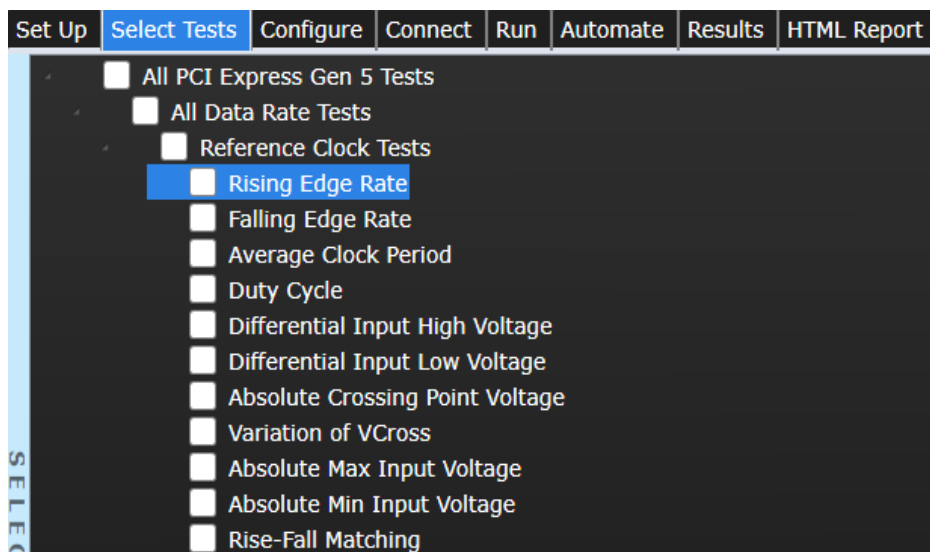 Set Up Select Tests Configure Connect Run Automate Results HTML Report
All PCI Express Gen 5 Tests
All Data Rate Tests
Reference Clock Tests
Rising Edge Rate
Falling Edge Rate
Average Clock Period
Duty Cycle
Differential Input High Voltage
Differential Input Low Voltage
Absolute Crossing Point Voltage
Variation of VCross
Absolute Max Input Voltage
Absolute Min Input Voltage
Rise-Fall Matching